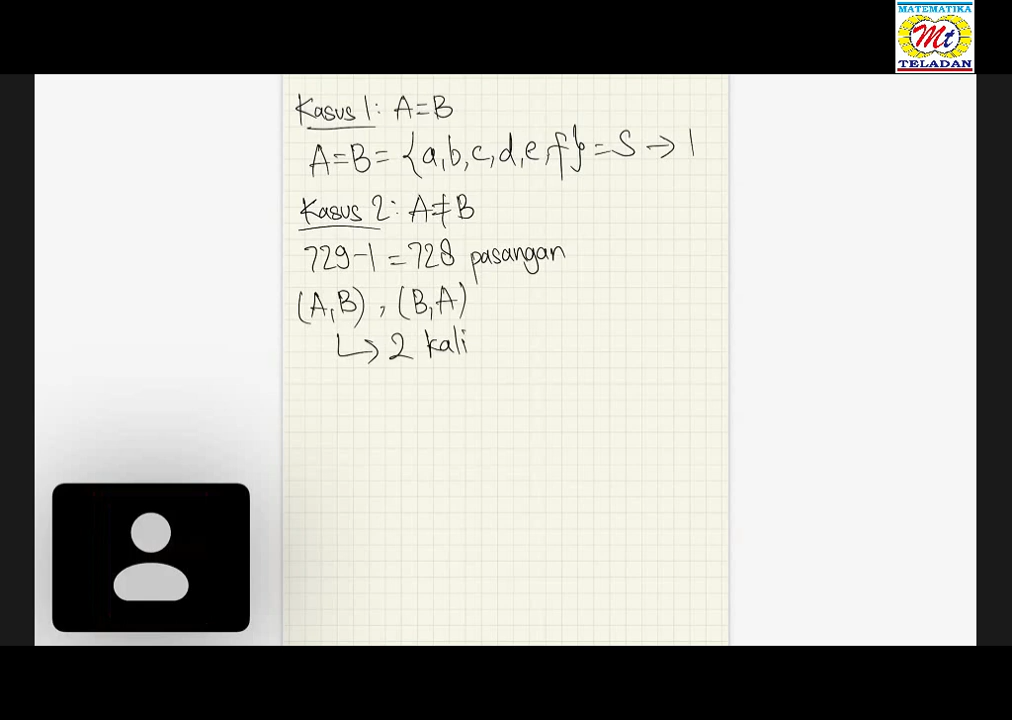 MATEMATIKA
Mt
TELADAN
Kasus 1: A=B
A=B= {a,b,c,d,e,f} = S → 1
Kasus 2: A≠B
729-1 = 728 pasangan
(A,B) , (B,A)
↳ 2 kali